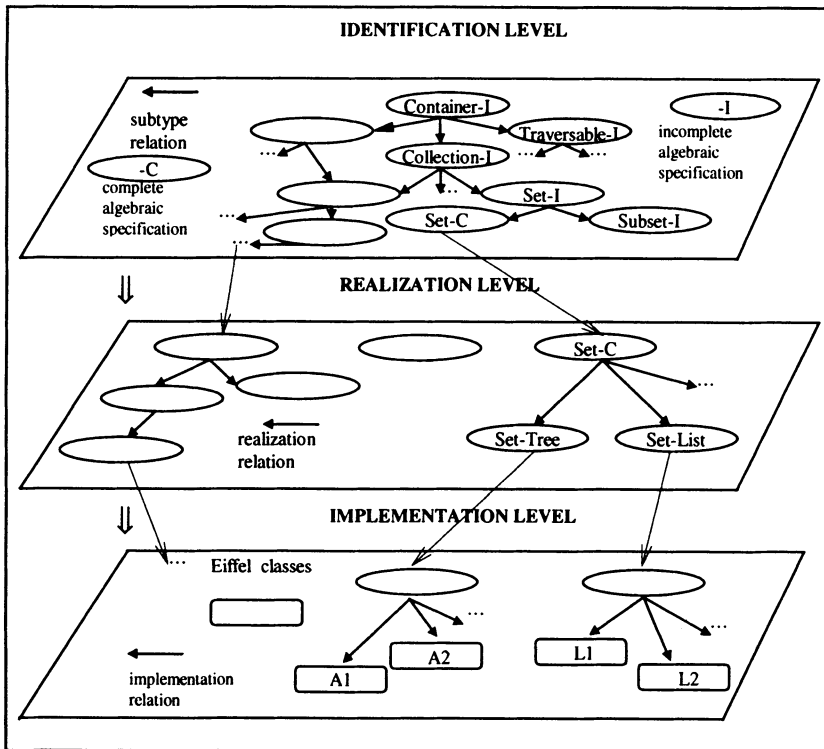 IDENTIFICATION LEVEL
subtype
relation
Container-I
-I
Traversable-I
incomplete
algebraic
specification
...
Collection-I
...
...
-C
complete
algebraic
specification
...
Set-I
...
Set-C
Subset-I
...
⇓
REALIZATION LEVEL
Set-C
...
realization
relation
Set-Tree
Set-List
⇓
IMPLEMENTATION LEVEL
...
Eiffel classes
...
...
A2
L1
implementation
relation
A1
L2